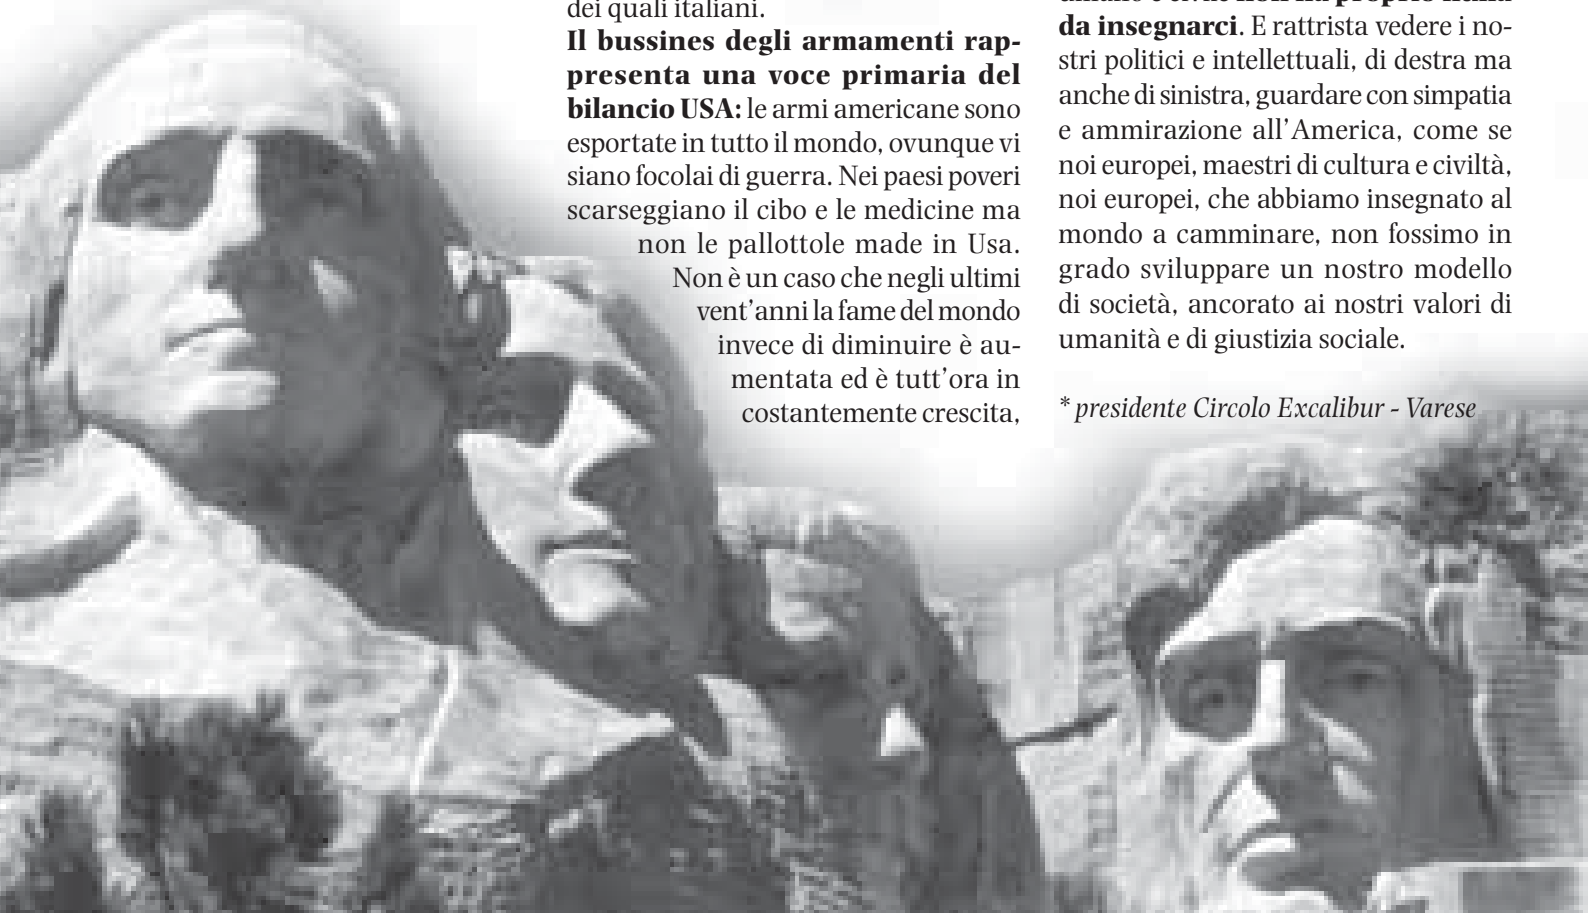 dei quali italiani.
Il bussines degli armamenti rap-
presenta una voce primaria del
bilancio USA: le armi americane sono
esportate in tutto il mondo, ovunque vi
siano focolai di guerra. Nei paesi poveri
scarseggiano il cibo e le medicine ma
non le pallottole made in Usa.
Non è un caso che negli ultimi
vent'anni la fame del mondo
invece di diminuire è au-
mentata ed è tutt'ora in
costantemente crescita,
da insegnarci. E rattrista vedere i no-
stri politici e intellettuali, di destra ma
anche di sinistra, guardare con simpatia
e ammirazione all'America, come se
noi europei, maestri di cultura e civiltà,
noi europei, che abbiamo insegnato al
mondo a camminare, non fossimo in
grado sviluppare un nostro modello
di società, ancorato ai nostri valori di
umanità e di giustizia sociale.
* presidente Circolo Excalibur - Varese